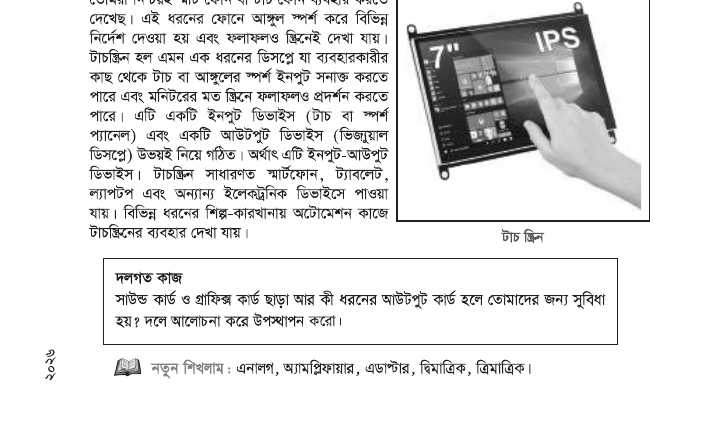 দেখেছ। এই ধরনের ফোনে আঙ্গুল স্পর্শ করে বিভিন্ন
নির্দেশ দেওয়া হয় এবং ফলাফলও স্ক্রিনেই দেখা যায়।
টাচস্ক্রিন হল এমন এক ধরনের ডিসপ্লে যা ব্যবহারকারীর
কাছ থেকে টাচ বা আঙ্গুলের স্পর্শ ইনপুট সনাক্ত করতে
পারে এবং মনিটরের মত স্ক্রিনে ফলাফলও প্রদর্শন করতে
পারে। এটি একটি ইনপুট ডিভাইস (টাচ বা স্পর্শ
প্যানেল) এবং একটি আউটপুট ডিভাইস (ভিজ্যুয়াল
ডিসপ্লে) উভয়ই নিয়ে গঠিত। অর্থাৎ এটি ইনপুট-আউপুট
ডিভাইস। টাচস্ক্রিন সাধারণত স্মার্টফোন, ট্যাবলেট,
ল্যাপটপ এবং অন্যান্য ইলেকট্রনিক ডিভাইসে পাওয়া
যায়। বিভিন্ন ধরনের শিল্প-কারখানায় অটোমেশন কাজে
টাচস্ক্রিনের ব্যবহার দেখা যায়।
7" IPS
টাচ স্ক্রিন
দলগত কাজ
সাউন্ড কার্ড ও গ্রাফিক্স কার্ড ছাড়া আর কী ধরনের আউটপুট কার্ড হলে তোমাদের জন্য সুবিধা
হয়? দলে আলোচনা করে উপস্থাপন করো।
নতুন শিখলাম : এনালগ, অ্যামপ্লিফায়ার, এডাপ্টার, দ্বিমাত্রিক, ত্রিমাত্রিক।
২০২৬